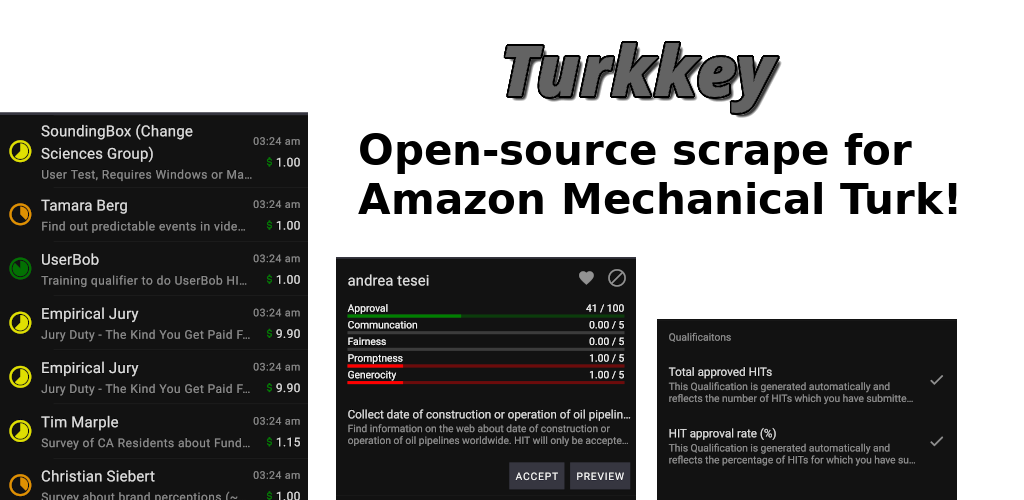 Turkkey
Open-source scrape for
Amazon Mechanical Turk!
SoundingBox (Change
Sciences Group)
03:24 am
$ 1.00
User Test, Requires Windows or Ma...
Tamara Berg
03:24 am
Find out predictable events in vide...
$ 1.00
UserBob
03:24 am
Training qualifier to do UserBob HI...
$ 1.00
Empirical Jury
03:24 am
Jury Duty - The Kind You Get Paid F...
$ 9.90
Empirical Jury
03:24 am
Jury Duty - The Kind You Get Paid F...
$ 9.90
Tim Marple
03:24 am
Survey of CA Residents about Fund...
$ 1.15
Christian Siebert
03:24 am
Survey about brand perceptions (~
$ 1.00
andrea tesei
Approval 41 / 100
Communcation 0.00 / 5
Fairness 0.00 / 5
Promptness 1.00 / 5
Generocity 1.00 / 5
Collect date of construction or operation of oil pipelin...
Find information on the web about date of construction or
operation of oil pipelines worldwide. HIT will only be accepte...
ACCEPT PREVIEW
Qualificaitons
Total approved HITs
This Qualification is generated automatically and
reflects the number of HITs which you have submitte...
HIT approval rate (%)
This Qualification is generated automatically and
reflects the percentage of HITs for which you have su...